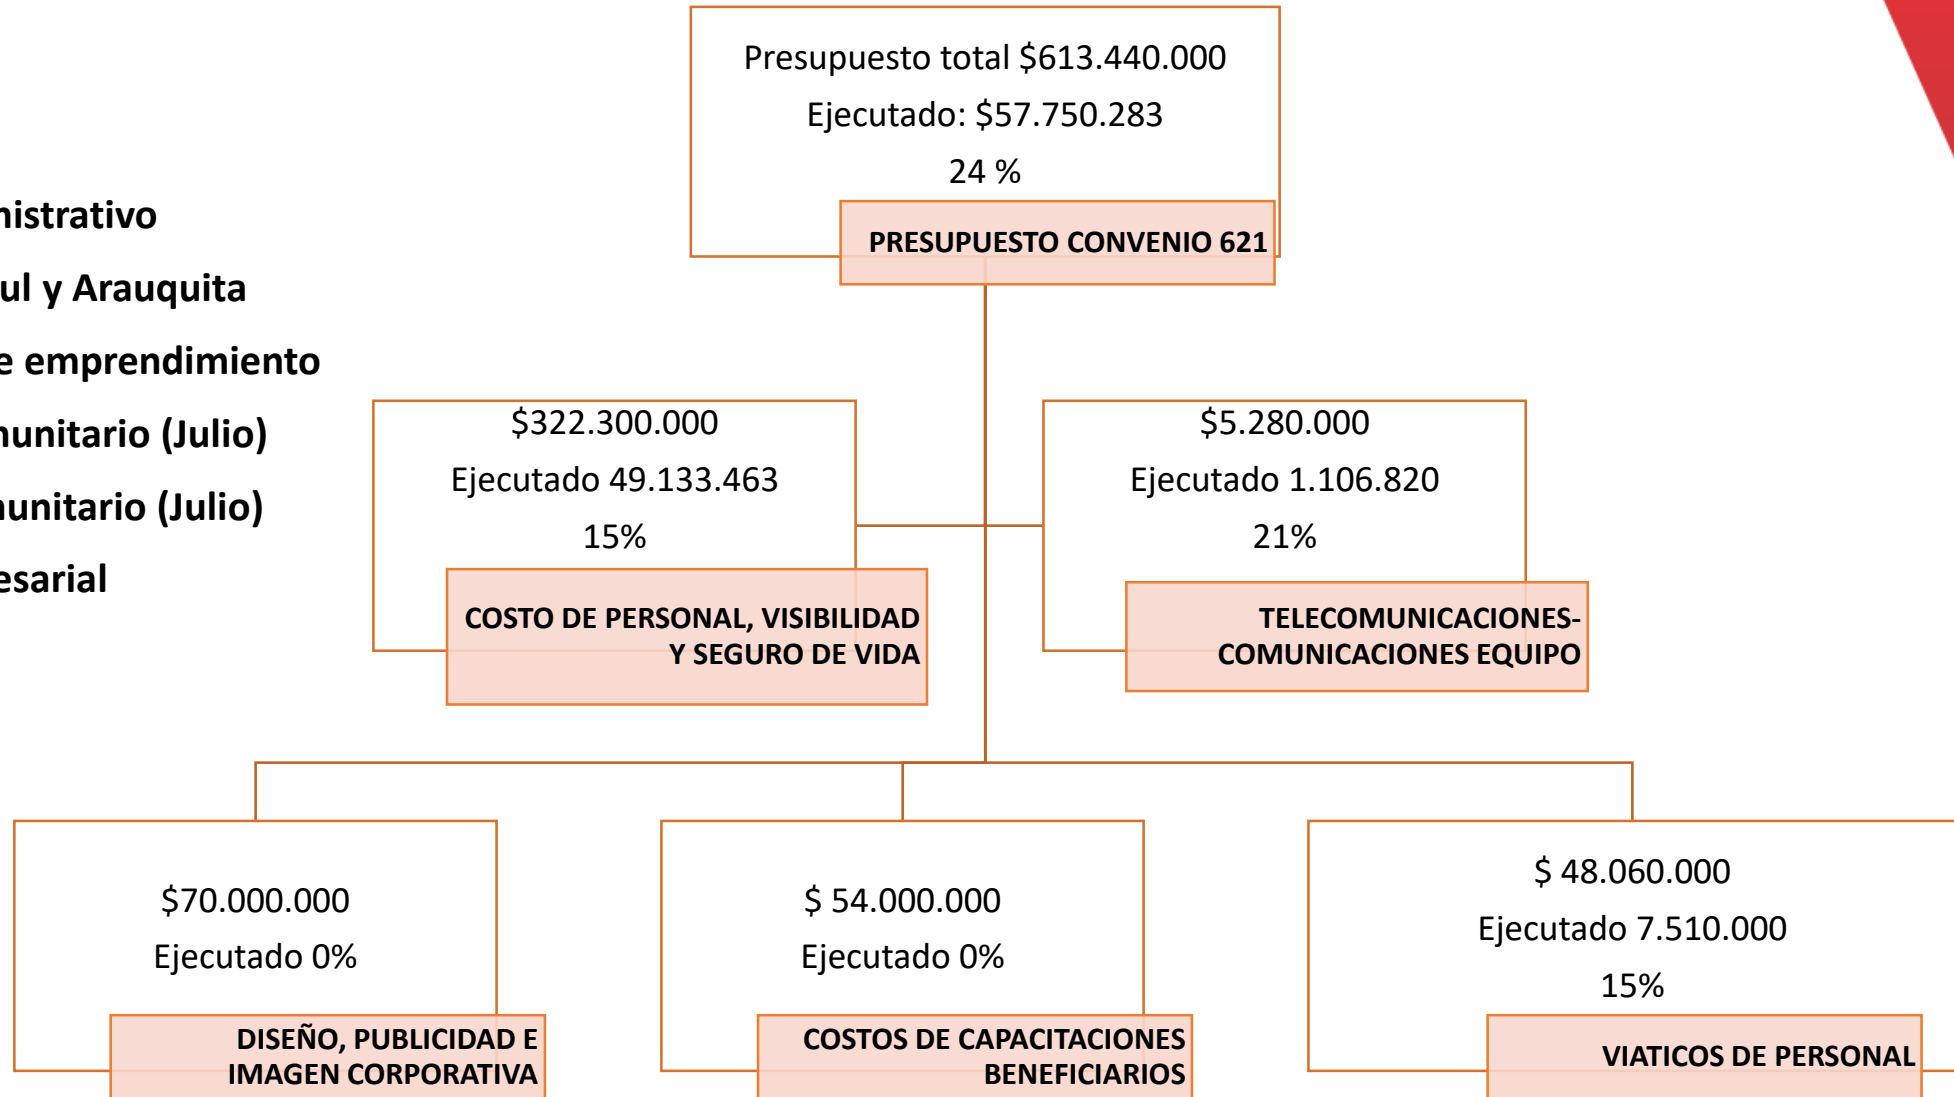 Presupuesto total $613.440.000
Ejecutado: $57.750.283
24 %
PRESUPUESTO CONVENIO 621
nistrativo
ul y Arauquita
e emprendimiento
nunitario (Julio)
nunitario (Julio)
esarial
$322.300.000
Ejecutado 49.133.463
15%
COSTO DE PERSONAL, VISIBILIDAD
Y SEGURO DE VIDA
$5.280.000
Ejecutado 1.106.820
21%
TELECOMUNICACIONES-
COMUNICACIONES EQUIPO
$70.000.000
Ejecutado 0%
DISEÑO, PUBLICIDAD E
IMAGEN CORPORATIVA
$ 54.000.000
Ejecutado 0%
COSTOS DE CAPACITACIONES
BENEFICIARIOS
$ 48.060.000
Ejecutado 7.510.000
15%
VIATICOS DE PERSONAL